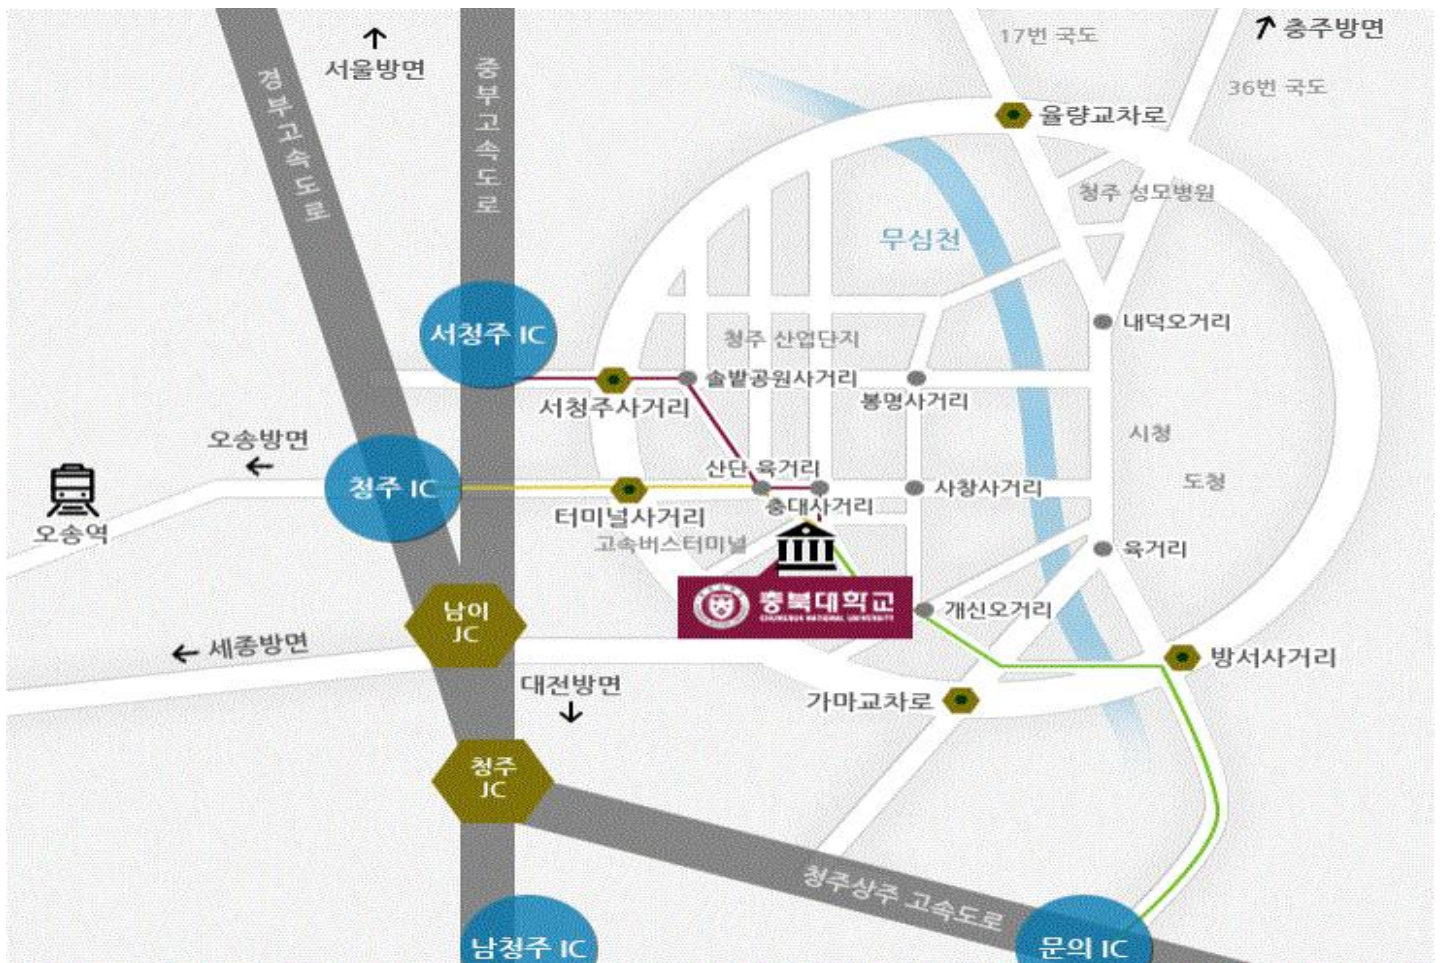 17번 국도
충주방면
서울방면
36번 국도
경부고속도로
중부고속도로
율량교차로
청주 성모병원
무심천
서청주 IC
내덕오거리
청주 산업단지
솔밭공원사거리
봉명사거리
서청주사거리
오송방면
시청
산단 육거리
도청
청주 IC
사창사거리
충대사거리
터미널사거리
오송역
고속버스터미널
육거리
충북대학교
CHUNGBUK NATIONAL UNIVERSITY
개신오거리
남이
JC
세종방면
방서사거리
대전방면
가마교차로
청주
JC
청주상주 고속도로
남청주 IC
문의 IC